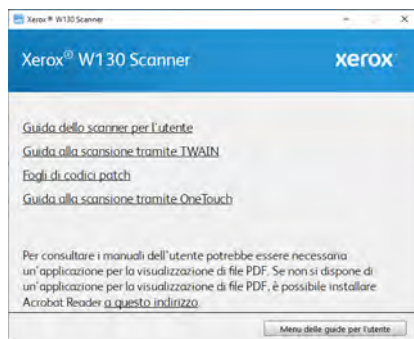 Xerox® W130 Scanner
Xerox® W130 Scanner
xerox
Guida dello scanner per l'utente
Guida alla scansione tramite TWAIN
Fogli di codici patch
Guida alla scansione tramite OneTouch
Per consultare i manuali dell'utente potrebbe essere necessaria
un'applicazione per la visualizzazione di file PDF. Se non si dispone di
un'applicazione per la visualizzazione di file PDF, è possibile installare
Acrobat Reader a questo indirizzo.
Menu delle guide per l'utente